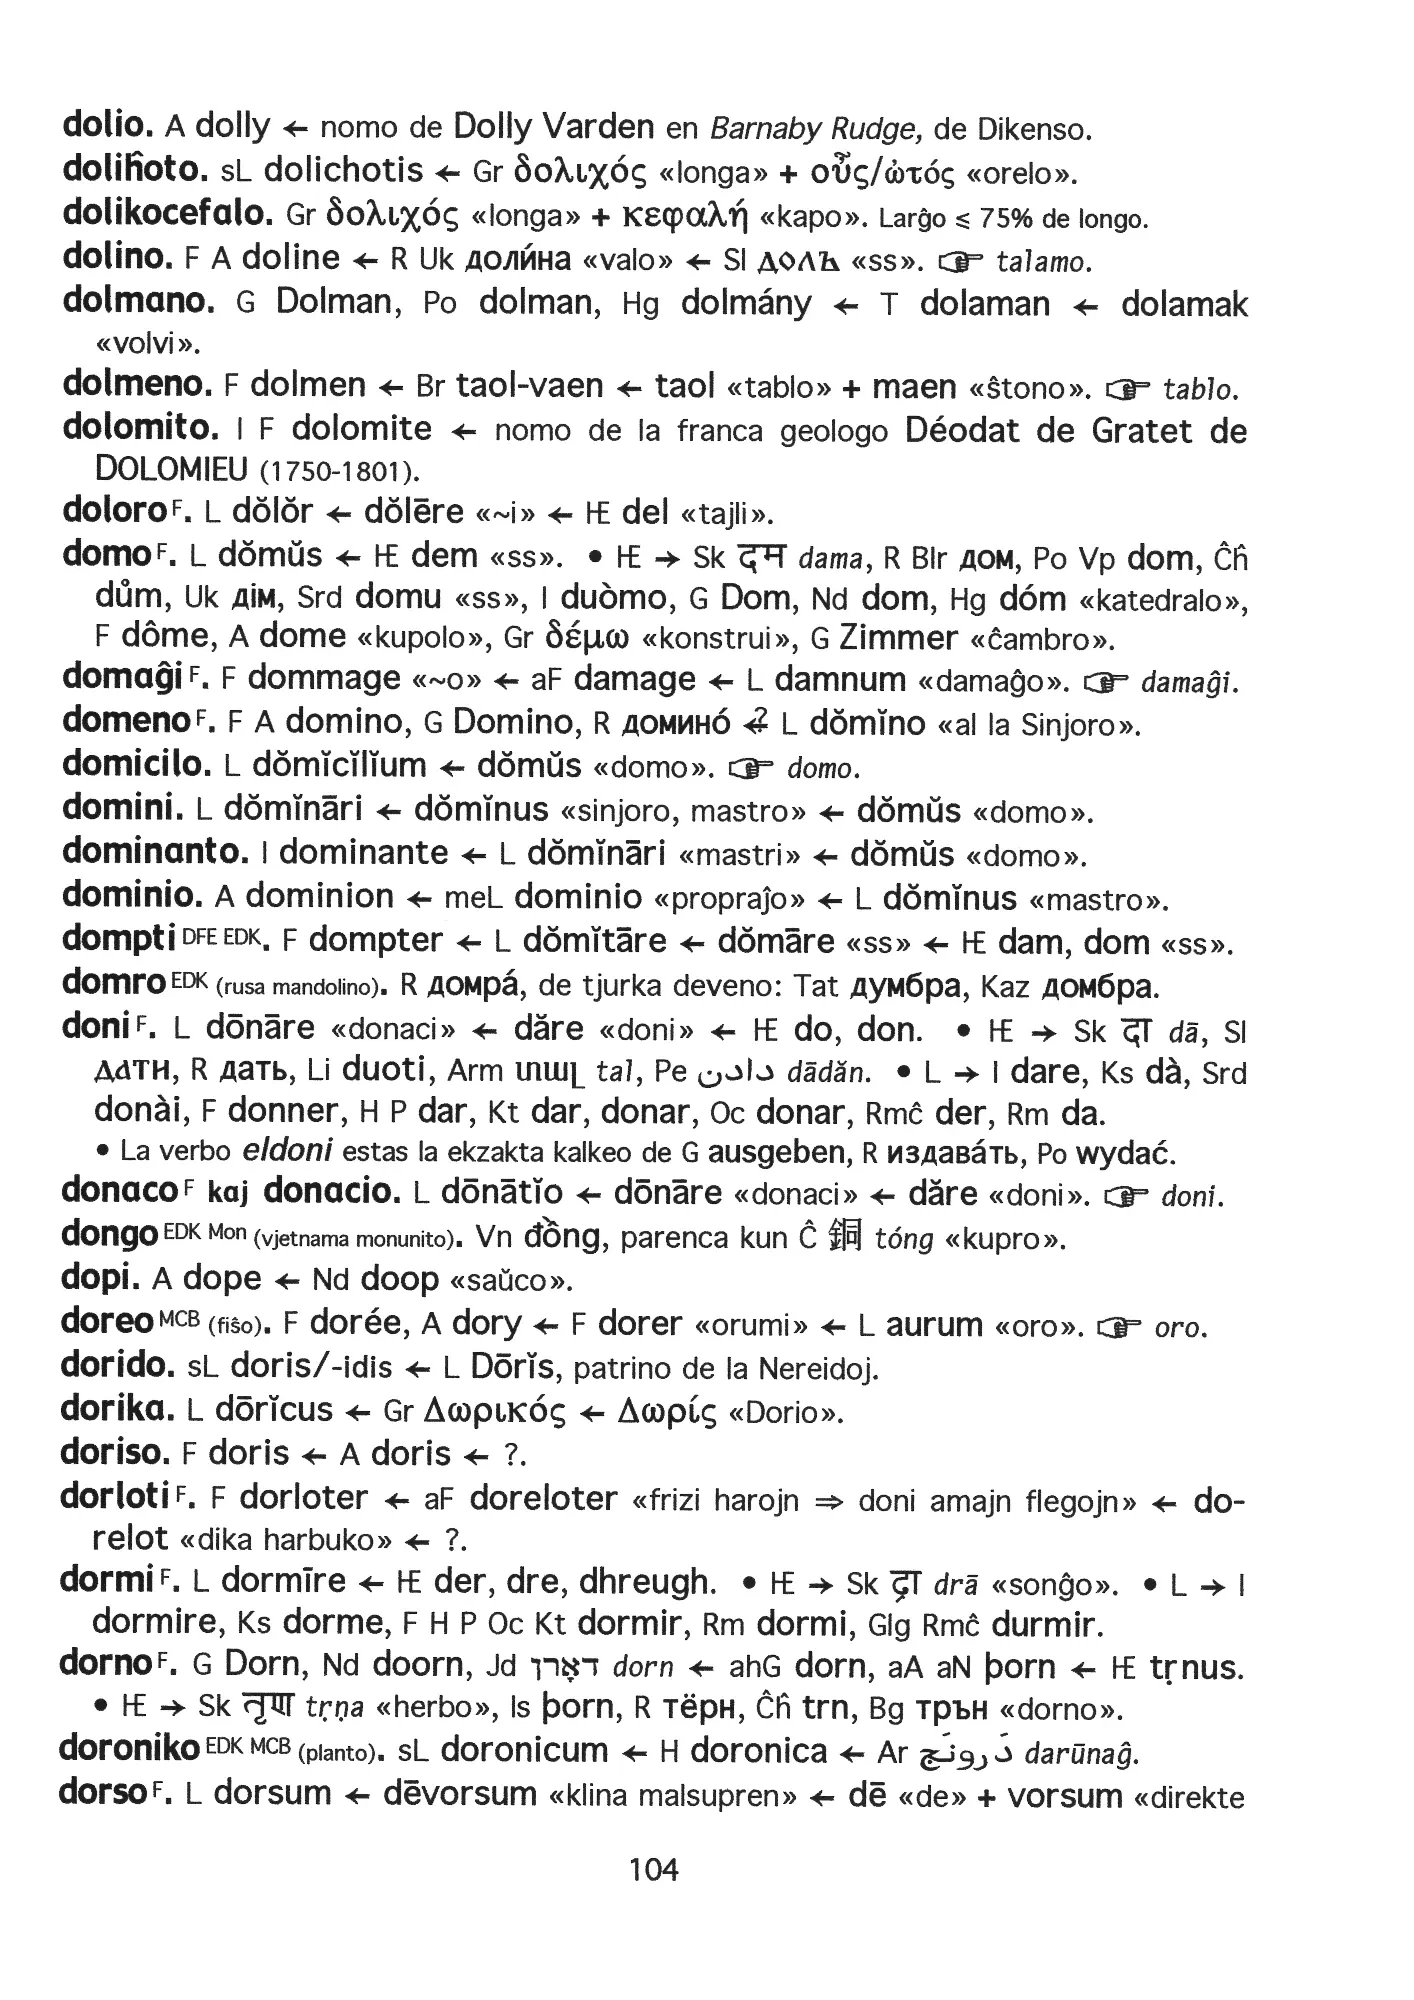 dolio. A dolly ← nomo de Dolly Varden en Barnaby Rudge, de Dikenso.
doliĥoto. sL dolichotis ← Gr δολιχός «longa» + οὖς/ὠτός «orelo».
dolikocefalo. Gr δολιχός «longa» + κεφαλή «kapo». Larĝo ≤ 75% de longo.
dolino. F A doline ← R Uk доли́на «valo» ← Sl долъ «ss». ☞ talamo.
dolmano. G Dolman, Po dolman, Hg dolmány ← T dolaman ← dolamak
«volvi».
dolmeno. F dolmen ← Br taol-vaen ← taol «tablo» + maen «ŝtono». ☞ tablo.
dolomito. I F dolomite ← nomo de la franca geologo Déodat de Gratet de
DOLOMIEU (1750-1801).
doloro F. L dŏlŏr ← dŏlēre «~i» ← IE del «tajli».
domo F. L dŏmŭs ← IE dem «ss». • IE → Sk दम dama, R Blr дом, Po Vp dom, Ĉĥ
dům, Uk дім, Srd domu «ss», I duòmo, G Dom, Nd dom, Hg dóm «katedralo»,
F dôme, A dome «kupolo», Gr δέμω «konstrui», G Zimmer «ĉambro».
domaĝi F. F dommage «~o» ← aF damage ← L damnum «damaĝo». ☞ damaĝi.
domeno F. F A domino, G Domino, R домино́ ←? L dŏmĭno «al la Sinjoro».
domicilo. L dŏmĭcĭlĭum ← dŏmŭs «domo». ☞ domo.
domini. L dŏmĭnāri ← dŏmĭnus «sinjoro, mastro» ← dŏmŭs «domo».
dominanto. I dominante ← L dŏmĭnāri «mastri» ← dŏmŭs «domo».
dominio. A dominion ← meL dominio «propraĵo» ← L dŏmĭnus «mastro».
dompti DFE EDK. F dompter ← L dŏmĭtāre ← dŏmāre «ss» ← IE dam, dom «ss».
domro EDK (rusa mandolino). R домра́, de tjurka deveno: Tat думбра, Kaz домбра.
doni F. L dōnāre «donaci» ← dăre «doni» ← IE do, don. • IE → Sk दा dā, Sl
дати, R дать, Li duoti, Arm տալ tal, Pe دادن dādăn. • L → I dare, Ks dà, Srd
donài, F donner, H P dar, Kt dar, donar, Oc donar, Rmĉ der, Rm da.
• La verbo eldoni estas la ekzakta kalkeo de G ausgeben, R издава́ть, Po wydać.
donaco F kaj donacio. L dōnātĭo ← dōnāre «donaci» ← dăre «doni». ☞ doni.
dongo EDK Mon (vjetnama monunito). Vn đồng, parenca kun Ĉ 銅 tóng «kupro».
dopi. A dope ← Nd doop «saŭco».
doreo MCB (fiŝo). F dorée, A dory ← F dorer «orumi» ← L aurum «oro». ☞ oro.
dorido. sL doris/-idis ← L Dōrĭs, patrino de la Nereidoj.
dorika. L dōrĭcus ← Gr Δωρικός ← Δωρίς «Dorio».
doriso. F doris ← A doris ← ?.
dorloti F. F dorloter ← aF doreloter «frizi harojn ⇒ doni amajn flegojn» ← do-
relot «dika harbuko» ← ?.
dormi F. L dormīre ← IE der, dre, dhreugh. • IE → Sk द्रा drā «sonĝo». • L → I
dormire, Ks dorme, F H P Oc Kt dormir, Rm dormi, Glg Rmĉ durmir.
dorno F. G Dorn, Nd doorn, Jd דאָרן dorn ← ahG dorn, aA aN þorn ← IE tṛnus.
• IE → Sk तृण tṛṇa «herbo», Is þorn, R тёрн, Ĉĥ trn, Bg трън «dorno».
doroniko EDK MCB (planto). sL doronicum ← H doronica ← Ar دَرونَج darūnaĝ.
dorso F. L dorsum ← dēvorsum «klina malsupren» ← dē «de» + vorsum «direkte
104